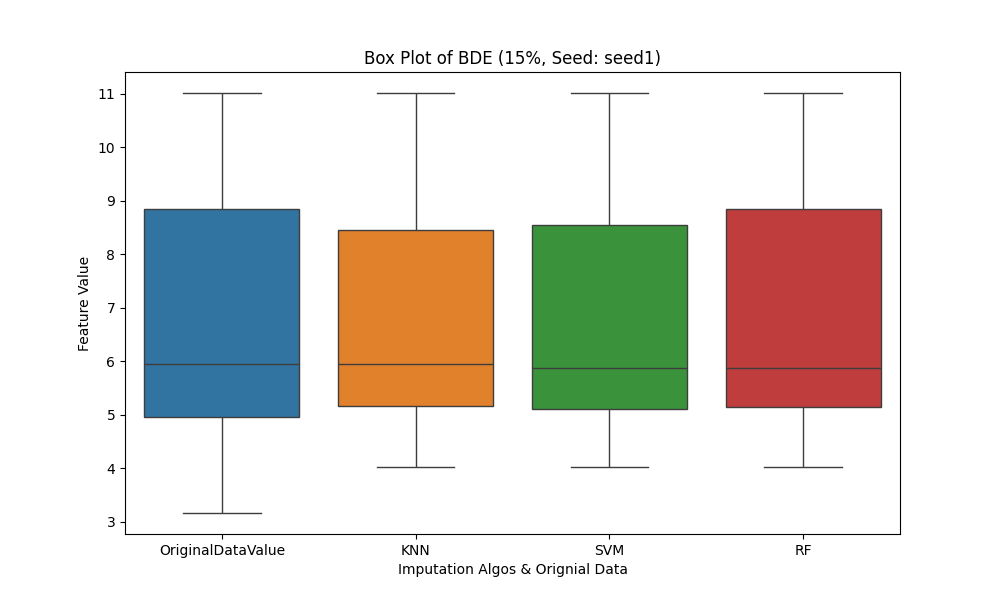 Box Plot of BDE (15%, Seed: seed1)
Feature Value
11
10
9
8
7
6
5
4
3
OriginalDataValue KNN SVM RF
Imputation Algos & Orignial Data